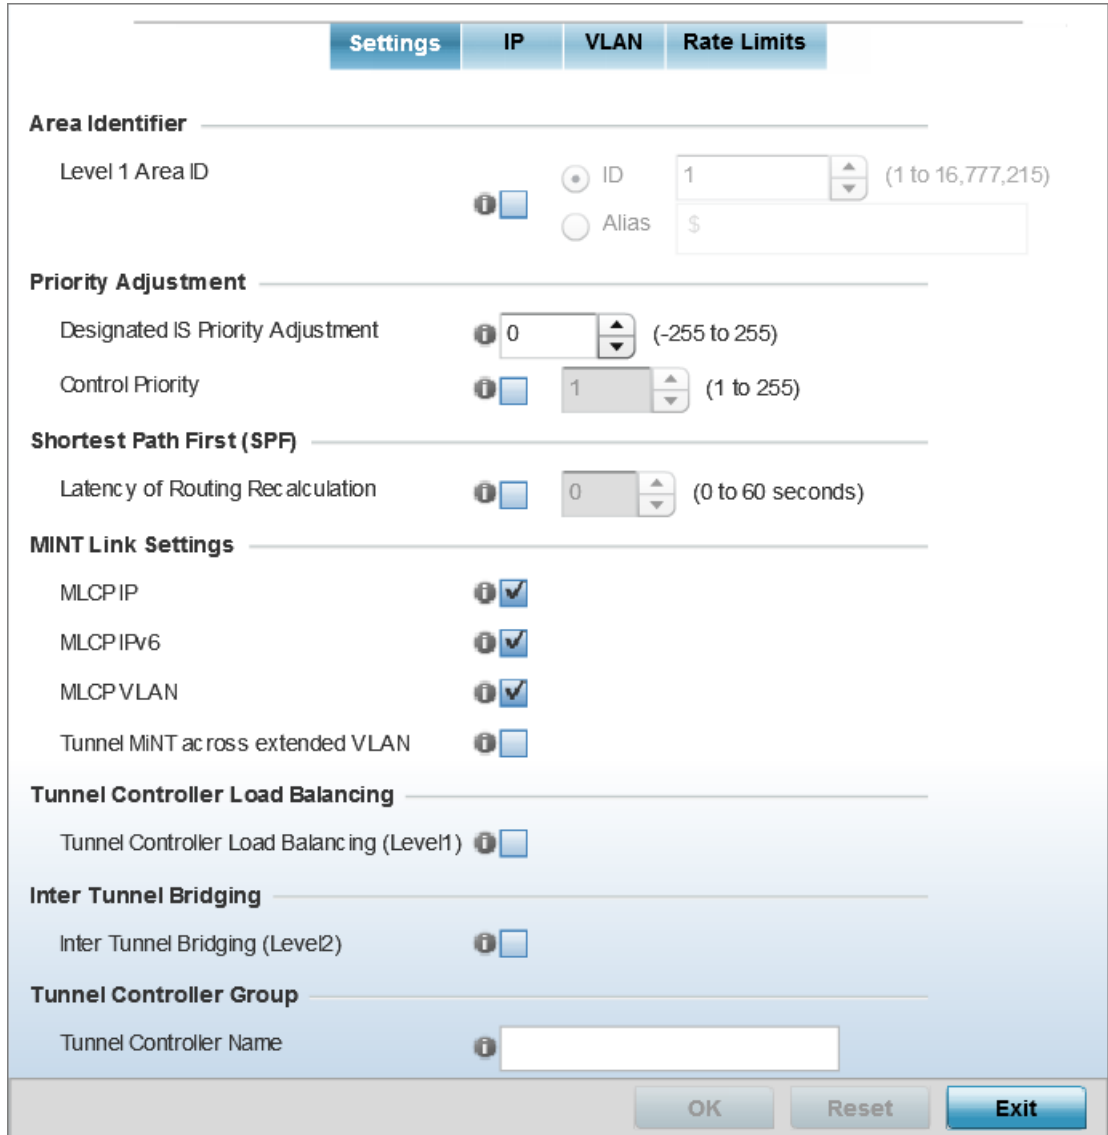 Settings IP VLAN Rate Limits
Area Identifier
Level 1 Area ID
ID 1 (1 to 16,777,215)
Alias $
Priority Adjustment
Designated IS Priority Adjustment 0 (-255 to 255)
Control Priority 1 (1 to 255)
Shortest Path First (SPF)
Latency of Routing Recalculation 0 (0 to 60 seconds)
MINT Link Settings
MLCP IP
MLCP IPv6
MLCP VLAN
Tunnel MiNT across extended VLAN
Tunnel Controller Load Balancing
Tunnel Controller Load Balancing (Level1)
Inter Tunnel Bridging
Inter Tunnel Bridging (Level2)
Tunnel Controller Group
Tunnel Controller Name
OK Reset Exit